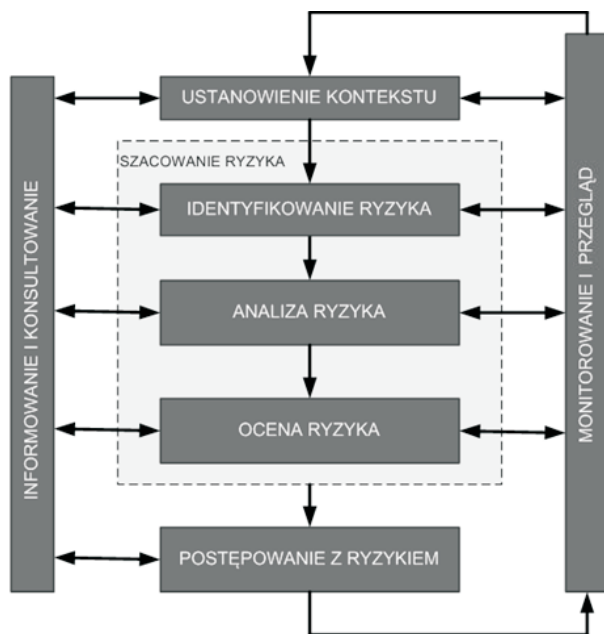 USTANOWIENIE KONTEKSTU
SZACOWANIE RYZYKA
IDENTYFIKOWANIE RYZYKA
ANALIZA RYZYKA
OCENA RYZYKA
POSTĘPOWANIE Z RYZYKIEM
INFORMOWANIE I KONSULTOWANIE
MONITOROWANIE I PRZEGLĄD